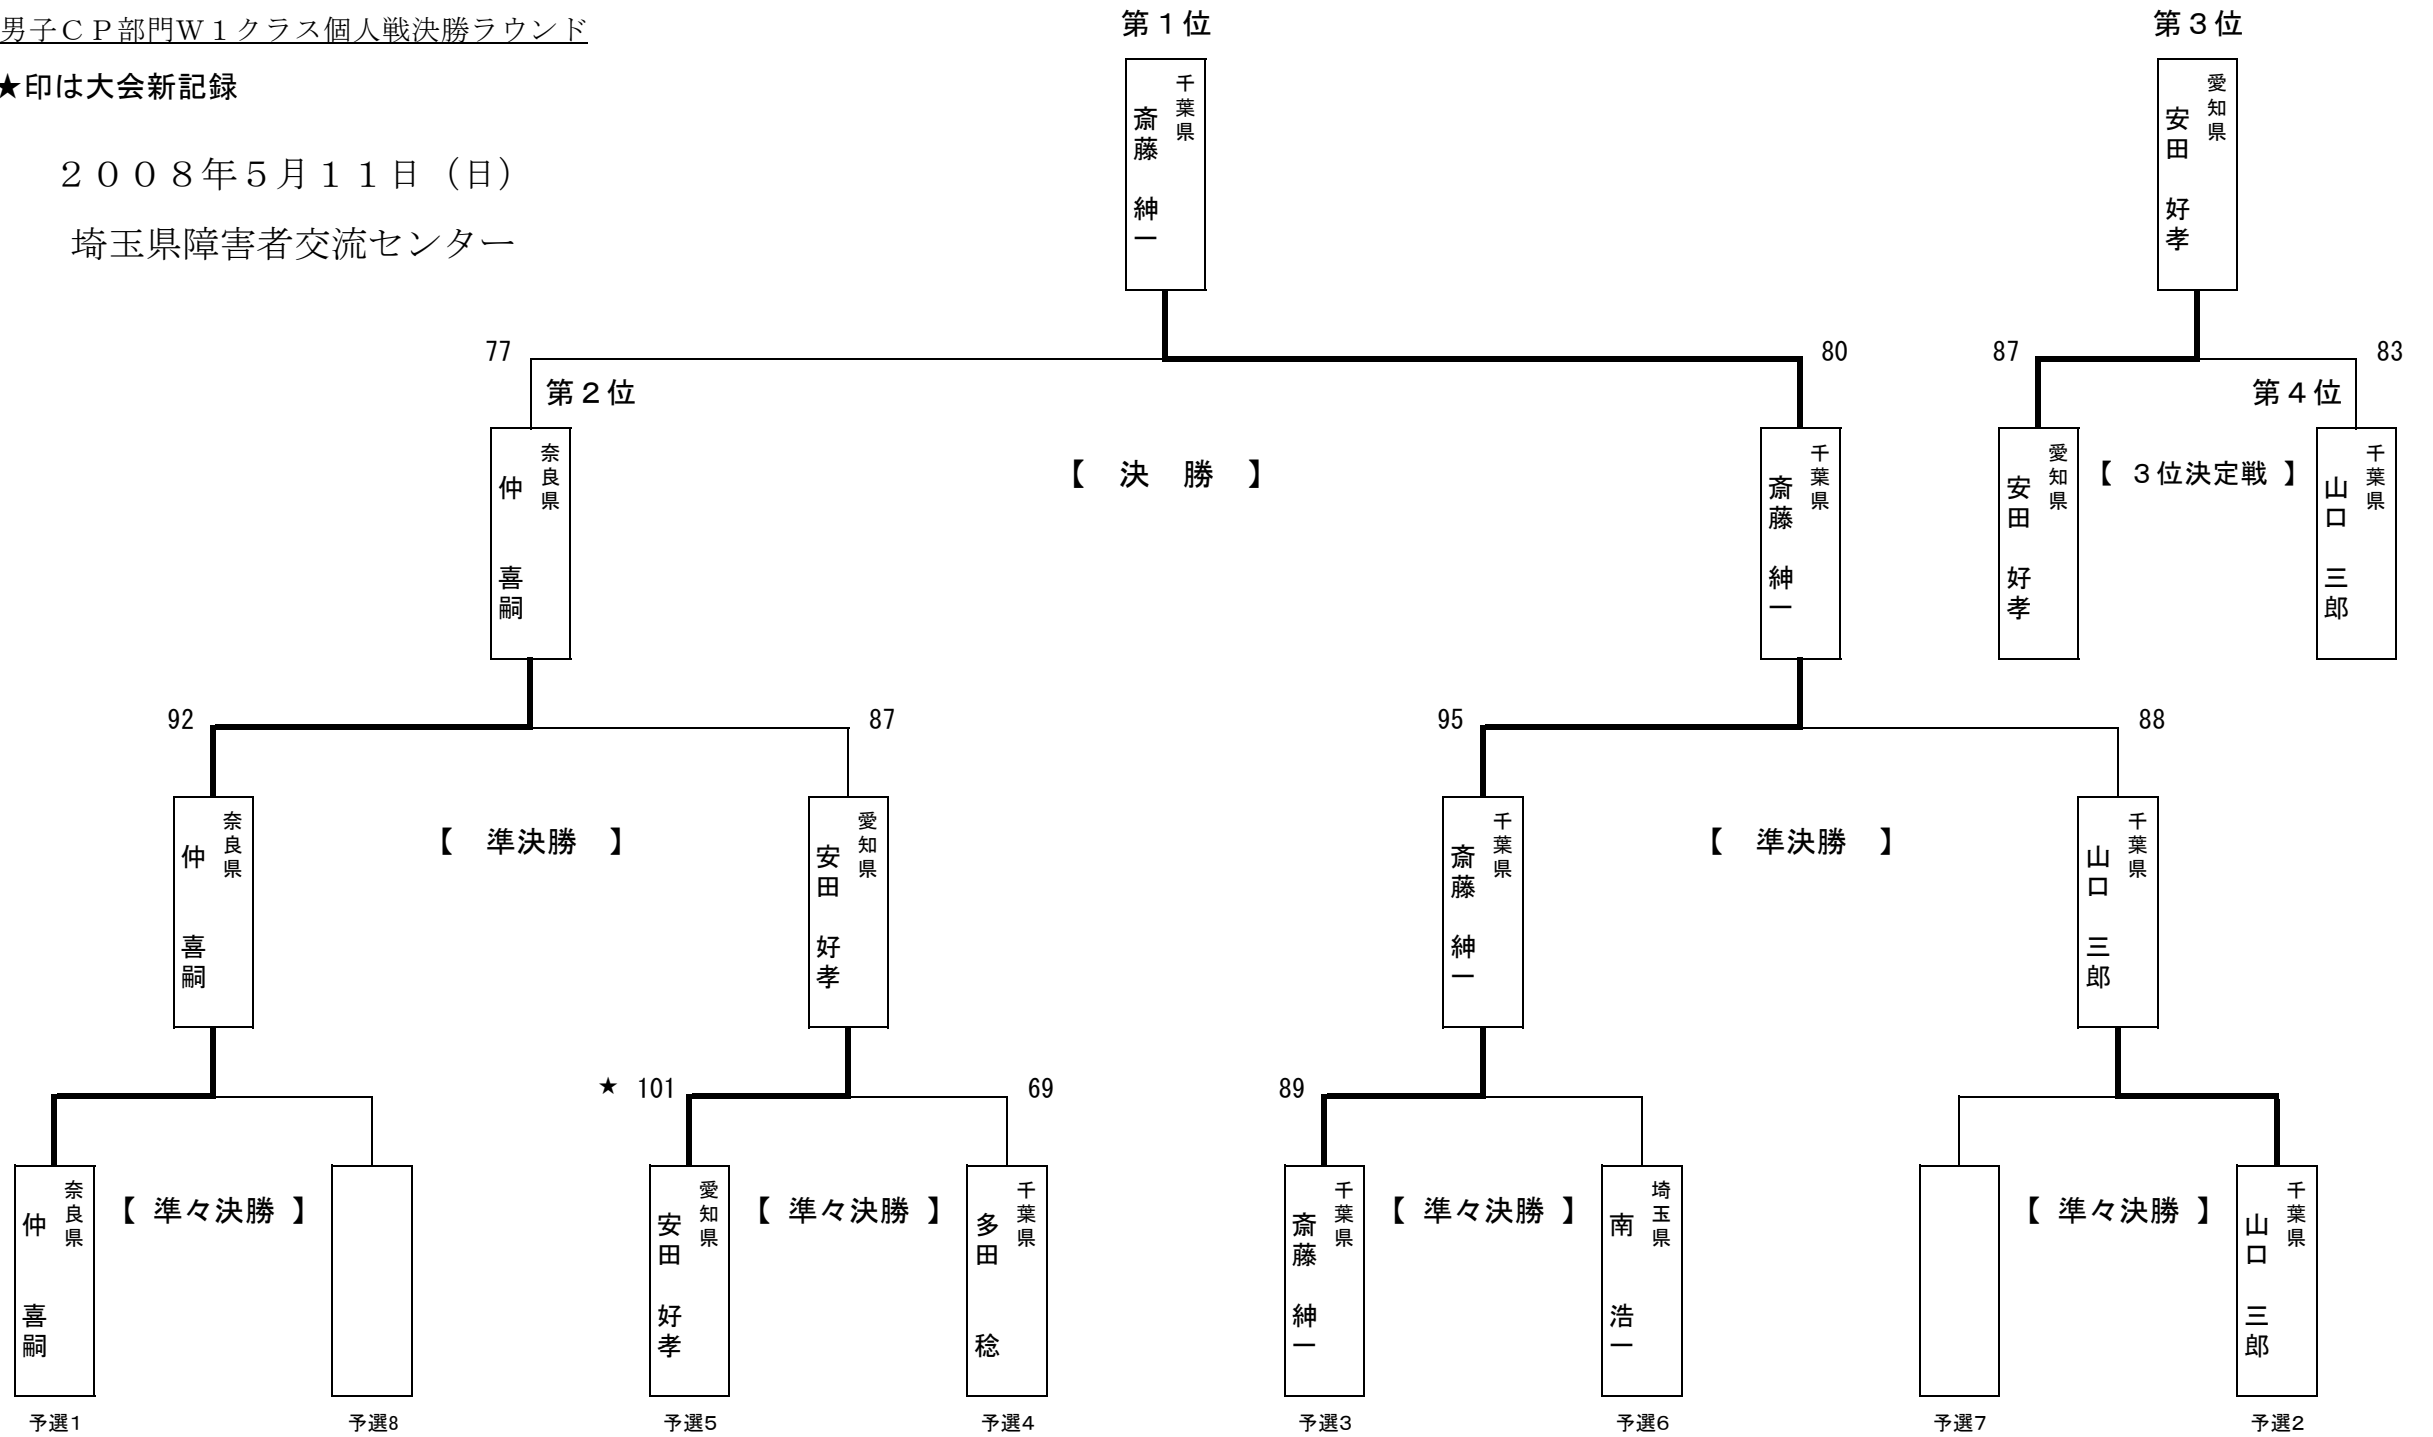 男子ＣＰ部門Ｗ１クラス個人戦決勝ラウンド
★印は大会新記録
２００８年５月１１日（日）
埼玉県障害者交流センター
第１位
千葉県
斎藤　紳一
第３位
愛知県
安田　好孝
77
80
87
83
第２位
第４位
奈良県
仲　喜嗣
【　決　勝　】
千葉県
斎藤　紳一
愛知県
安田　好孝
【 ３位決定戦 】
千葉県
山口　三郎
92
87
95
88
奈良県
仲　喜嗣
【　準決勝　】
愛知県
安田　好孝
千葉県
斎藤　紳一
【　準決勝　】
千葉県
山口　三郎
★ 101
69
89
奈良県
仲　喜嗣
【 準々決勝 】
愛知県
安田　好孝
【 準々決勝 】
千葉県
多田　稔
千葉県
斎藤　紳一
【 準々決勝 】
埼玉県
南　浩一
【 準々決勝 】
千葉県
山口　三郎
予選1
予選8
予選5
予選4
予選3
予選6
予選7
予選2